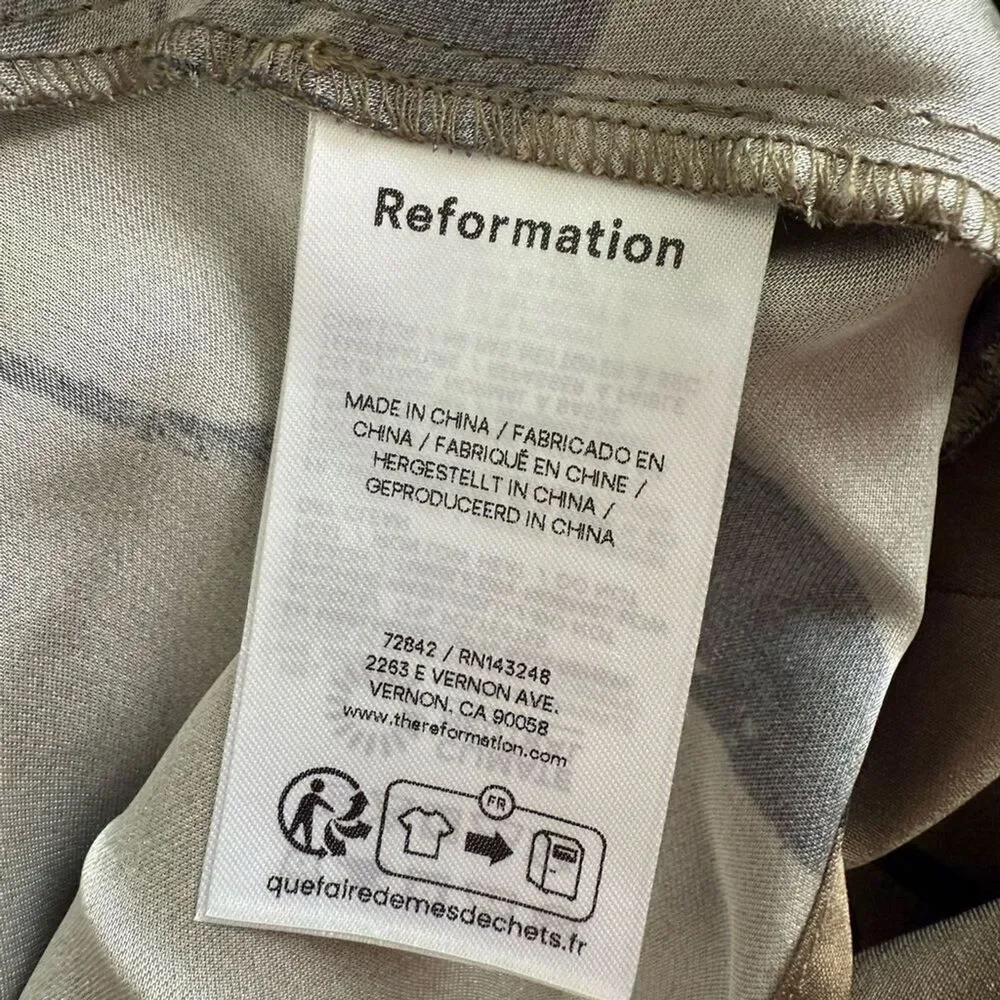 Reformation
MADE IN CHINA / FABRICADO EN
CHINA / FABRIQUÉ EN CHINE /
HERGESTELLT IN CHINA /
GEPRODUCEERD IN CHINA
72842 / RN143248
2263 E VERNON AVE.
VERNON, CA 90058
www.thereformation.com
FR
quefairedemesdechets.fr